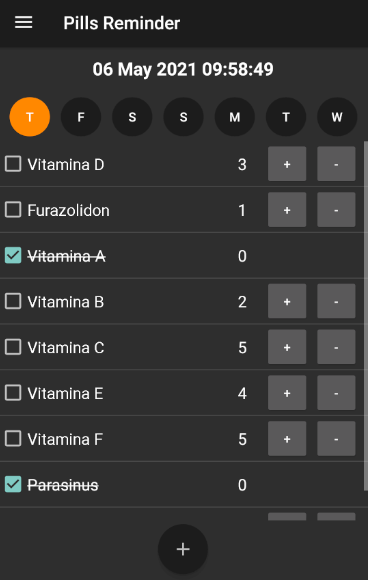 Pills Reminder
06 May 2021 09:58:49
T F S S M T W
Vitamina D 3 + -
Furazolidon 1 + -
Vitamina A 0
Vitamina B 2 + -
Vitamina C 5 + -
Vitamina E 4 + -
Vitamina F 5 + -
Parasinus 0
+